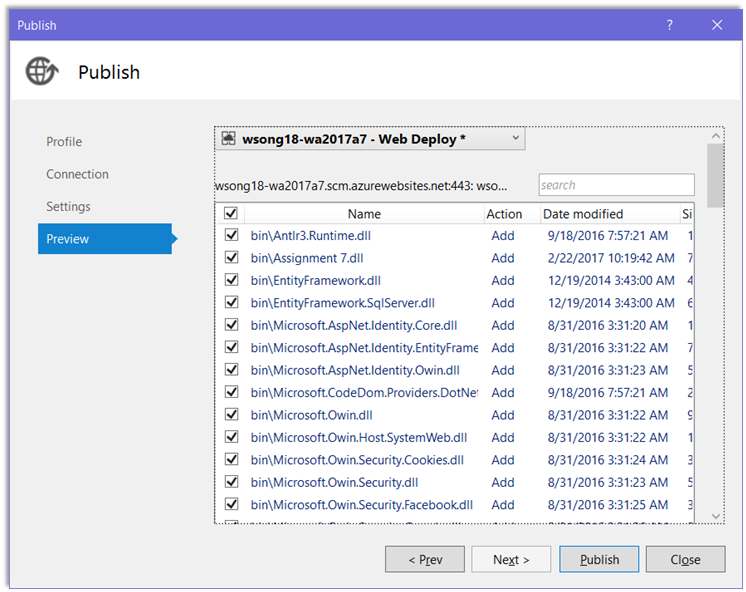 Publish
?
Publish
Profile
Connection
Settings
Preview
wsong18-wa2017a7 - Web Deploy *
wsong18-wa2017a7.scm.azurewebsites.net:443: wso...
search
Name Action Date modified Si
bin\Antlr3.Runtime.dll Add 9/18/2016 7:57:21 AM 1
bin\Assignment 7.dll Add 2/22/2017 10:19:42 AM 7
bin\EntityFramework.dll Add 12/19/2014 3:43:00 AM 4
bin\EntityFramework.SqlServer.dll Add 12/19/2014 3:43:00 AM 6
bin\Microsoft.AspNet.Identity.Core.dll Add 8/31/2016 3:31:20 AM 1
bin\Microsoft.AspNet.Identity.EntityFrame Add 8/31/2016 3:31:22 AM 7
bin\Microsoft.AspNet.Identity.Owin.dll Add 8/31/2016 3:31:23 AM 5
bin\Microsoft.CodeDom.Providers.DotNet Add 9/18/2016 7:57:21 AM 2
bin\Microsoft.Owin.dll Add 8/31/2016 3:31:22 AM 9
bin\Microsoft.Owin.Host.SystemWeb.dll Add 8/31/2016 3:31:22 AM 1
bin\Microsoft.Owin.Security.Cookies.dll Add 8/31/2016 3:31:24 AM 3
bin\Microsoft.Owin.Security.dll Add 8/31/2016 3:31:23 AM 5
bin\Microsoft.Owin.Security.Facebook.dll Add 8/31/2016 3:31:25 AM 3
< Prev Next > Publish Close